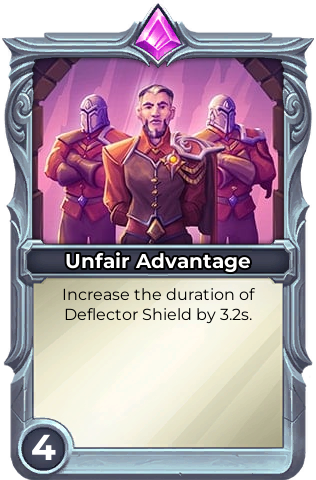 Unfair Advantage
Increase the duration of
Deflector Shield by 3.2s.
4